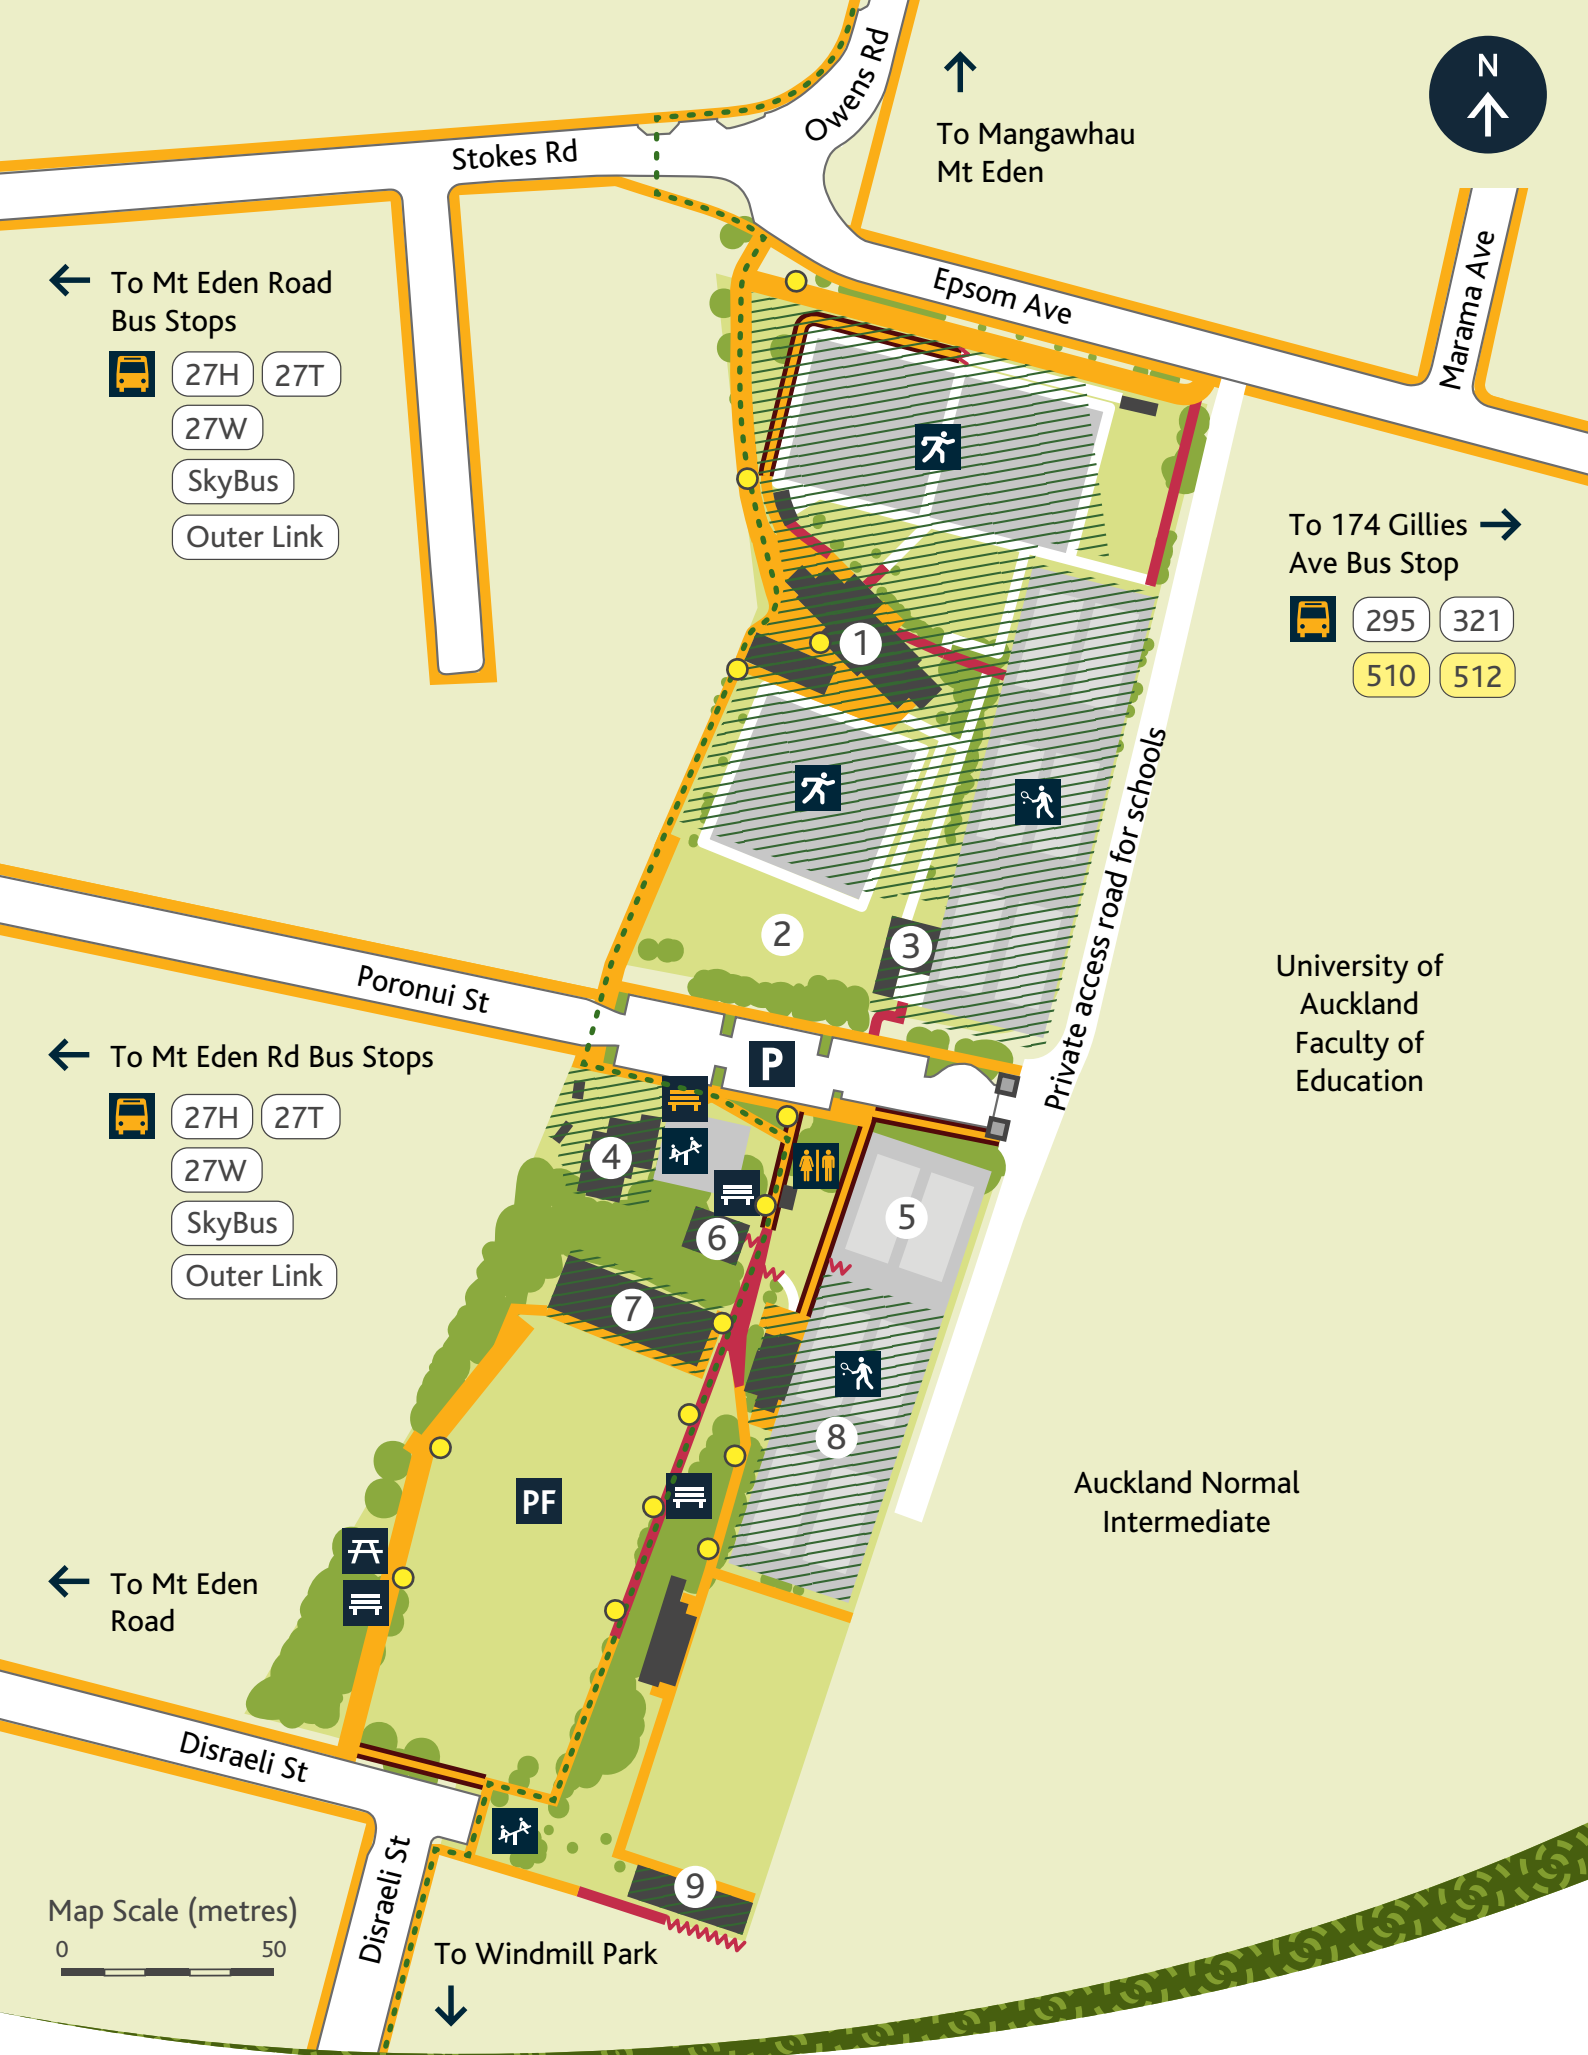 N
Owens Rd
Stokes Rd
To Mangawhau
Mt Eden
Marama Ave
Epsom Ave
To Mt Eden Road
Bus Stops
27H 27T
27W
SkyBus
Outer Link
To 174 Gillies
Ave Bus Stop
295 321
510 512
1
Private access road for schools
2
3
University of
Auckland
Faculty of
Education
Poronui St
P
To Mt Eden Rd Bus Stops
27H 27T
27W
SkyBus
Outer Link
4
5
6
7
8
PF
Auckland Normal
Intermediate
To Mt Eden
Road
Disraeli St
Disraeli St
9
Map Scale (metres)
0 50
To Windmill Park